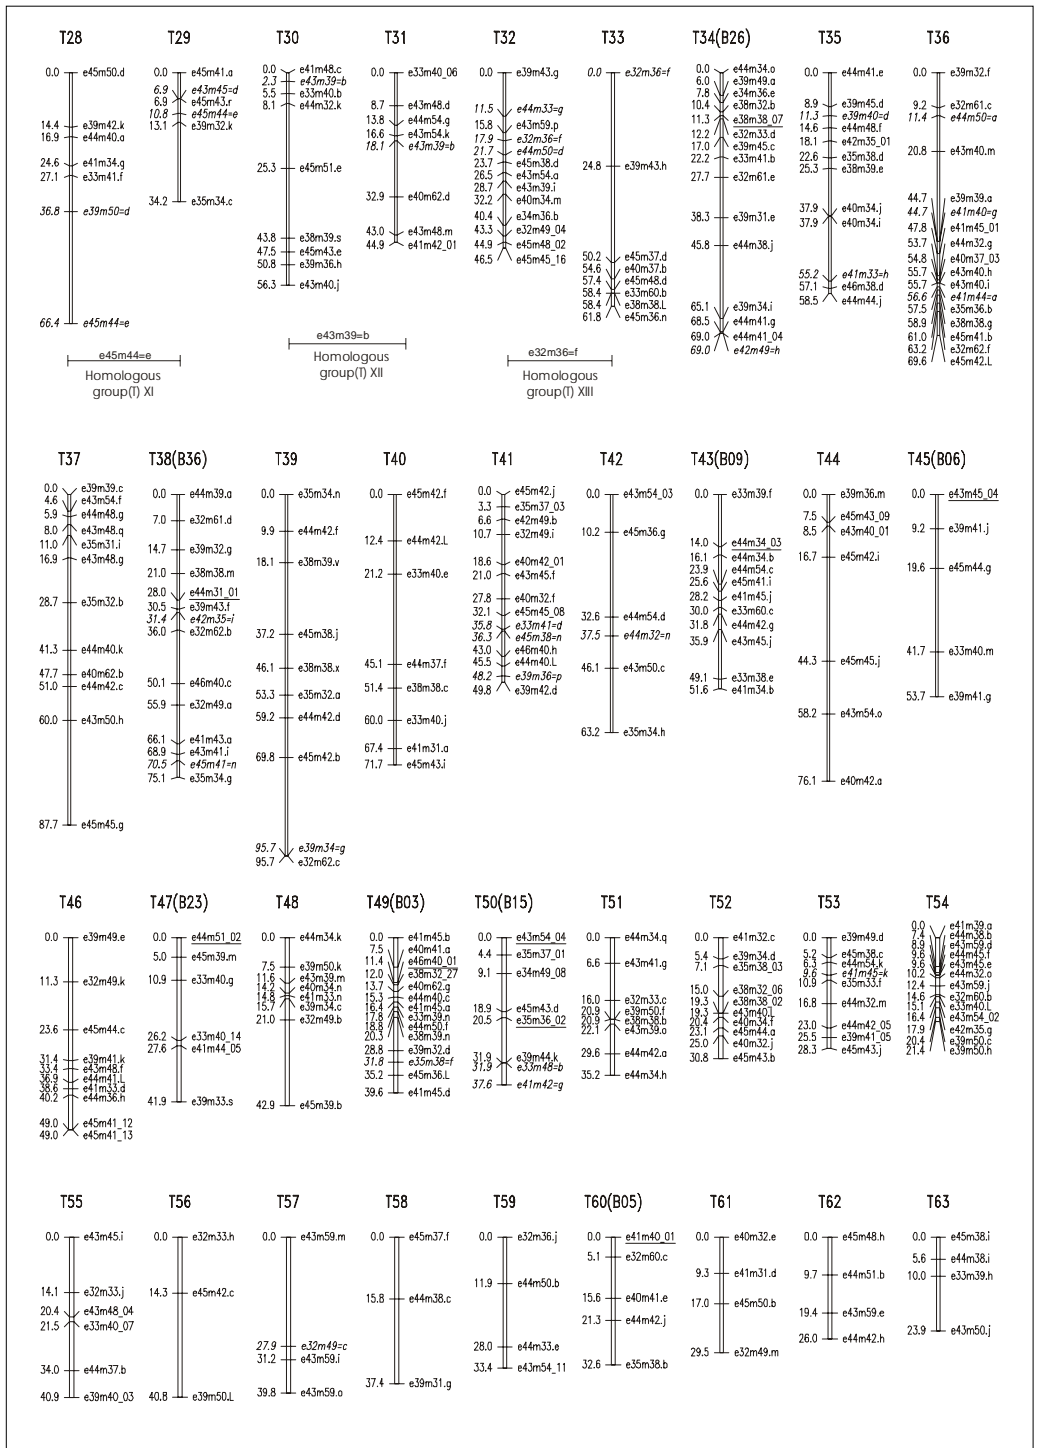 T28
0.0 e45m50.d
14.4 e39m42.k
16.9 e44m40.a
24.6 e41m34.g
27.1 e33m41.f
36.8 e39m50=d
66.4 e45m44=e
T29
0.0 e45m41.a
6.9 e43m45=d
6.9 e45m43.r
10.8 e45m44=e
13.1 e39m32.k
34.2 e35m34.c
e45m44=e
Homologous
group(T) XI
T30
0.0 e41m48.c
2.3 e43m39=b
5.5 e33m40.b
8.1 e44m32.k
25.3 e45m51.e
43.8 e38m39.s
47.5 e45m43.e
50.8 e39m36.h
56.3 e43m40.j
T31
0.0 e33m40_06
8.7 e43m48.d
13.8 e44m54.g
16.6 e43m54.k
18.1 e43m39=b
32.9 e40m62.d
43.0 e43m48.m
44.9 e41m42_01
e43m39=b
Homologous
group(T) XII
T32
0.0 e39m43.g
11.5 e44m33=g
15.8 e43m59.p
17.9 e32m36=f
21.7 e44m50=d
23.7 e45m38.d
26.5 e43m54.a
28.7 e43m39.i
32.2 e40m34.m
40.4 e34m36.b
43.3 e32m49_04
44.9 e45m48_02
46.5 e45m45_16
T33
0.0 e32m36=f
24.8 e39m43.h
50.2 e45m37.d
54.6 e40m37.b
57.4 e45m48.d
58.4 e33m60.b
58.4 e38m38.L
61.8 e45m36.n
e32m36=f
Homologous
group(T) XIII
T34(B26)
0.0 e44m34.o
6.0 e39m49.a
7.8 e34m36.e
10.4 e38m32.b
11.3 e38m38_07
12.2 e32m33.d
17.0 e39m45.c
22.2 e33m41.b
27.7 e32m61.e
38.3 e39m31.e
45.8 e44m38.j
65.1 e39m34.i
68.5 e44m41.g
69.0 e44m41_04
69.0 e42m49=h
T35
0.0 e44m41.e
8.9 e39m45.d
11.3 e39m40=d
14.6 e44m48.f
18.1 e42m35_01
22.6 e35m38.d
25.3 e38m39.e
37.9 e40m34.j
37.9 e40m34.i
55.2 e41m33=h
57.1 e46m38.d
58.5 e44m44.j
T36
0.0 e39m32.f
9.2 e32m61.c
11.4 e44m50=a
20.8 e43m40.m
44.7 e39m39.a
44.7 e41m40=g
47.8 e41m45_01
53.7 e44m32.g
54.8 e40m37_03
55.7 e43m40.h
55.7 e43m40.i
56.6 e41m44=a
57.5 e35m36.b
58.9 e38m38.g
61.0 e45m41.b
63.2 e32m62.f
69.6 e45m42.L
T37
0.0 e39m39.c
4.6 e43m54.f
5.9 e44m48.g
8.0 e43m48.q
11.0 e35m31.i
16.9 e43m48.g
28.7 e35m32.b
41.3 e44m40.k
47.7 e40m62.b
51.0 e44m42.c
60.0 e43m50.h
87.7 e45m45.g
T38(B36)
0.0 e44m39.a
7.0 e32m61.d
14.7 e39m32.g
21.0 e38m38.m
28.0 e44m31_01
30.5 e39m43.f
31.4 e42m35=i
36.0 e32m62.b
50.1 e46m40.c
55.9 e32m49.a
66.1 e41m43.a
68.9 e43m41.i
70.5 e45m41=n
75.1 e35m34.g
T39
0.0 e35m34.n
9.9 e44m42.f
18.1 e38m39.v
37.2 e45m38.j
46.1 e38m38.x
53.3 e35m32.a
59.2 e44m42.d
69.8 e45m42.b
95.7 e39m34=g
95.7 e32m62.c
T40
0.0 e45m42.f
12.4 e44m42.L
21.2 e33m40.e
45.1 e44m37.f
51.4 e38m38.c
60.0 e33m40.j
67.4 e41m31.a
71.7 e45m43.i
T41
0.0 e45m42.j
3.3 e35m37_03
6.6 e42m49.b
10.7 e32m49.i
18.6 e40m42_01
21.0 e43m45.f
27.8 e40m32.f
32.1 e45m45_08
35.8 e33m41=d
36.3 e45m38=n
43.0 e46m40.h
45.5 e44m40.L
48.2 e39m36=p
49.8 e39m42.d
T42
0.0 e43m54_03
10.2 e45m36.g
32.6 e44m54.d
37.5 e44m32=n
46.1 e43m50.c
63.2 e35m34.h
T43(B09)
0.0 e33m39.f
14.0 e44m34_03
16.1 e44m34.b
23.9 e44m54.c
25.6 e45m41.i
28.2 e41m45.j
30.0 e33m60.c
31.8 e44m42.g
35.9 e43m45.j
49.1 e33m38.e
51.6 e41m34.b
T44
0.0 e39m36.m
7.5 e45m43_09
8.5 e43m40_01
16.7 e45m42.i
44.3 e45m45.j
58.2 e43m54.o
76.1 e40m42.a
T45(B06)
0.0 e43m45_04
9.2 e39m41.j
19.6 e45m44.g
41.7 e33m40.m
53.7 e39m41.g
T46
0.0 e39m49.e
11.3 e32m49.k
23.6 e45m44.c
31.4 e39m41.k
33.4 e43m48.f
36.9 e44m41.L
38.6 e41m33.d
40.2 e44m36.h
49.0 e45m41_12
49.0 e45m41_13
T47(B23)
0.0 e44m51_02
5.0 e45m39.m
10.9 e33m40.g
26.2 e33m40_14
27.6 e41m44_05
41.9 e39m33.s
T48
0.0 e44m34.k
7.5 e39m50.k
11.6 e43m39.m
14.2 e40m34.n
14.8 e41m33.n
15.7 e39m34.c
21.0 e32m49.b
42.9 e45m39.b
T49(B03)
0.0 e41m45.b
7.5 e40m41.a
11.4 e46m40_01
12.0 e38m32_27
13.7 e40m62.g
15.3 e44m40.c
16.4 e41m45.a
17.8 e33m39.n
18.8 e44m50.f
20.3 e38m39.n
28.8 e39m32.d
31.8 e35m38=f
35.2 e45m36.L
39.6 e41m45.d
T50(B15)
0.0 e43m54_04
4.4 e35m37_01
9.1 e34m49_08
18.9 e45m43.d
20.5 e35m36_02
31.9 e39m44.k
31.9 e33m48=b
37.6 e41m42=g
T51
0.0 e44m34.q
6.6 e43m41.g
16.0 e32m33.c
20.9 e39m50.f
20.9 e38m38.b
22.1 e43m39.o
29.6 e44m42.a
35.2 e44m34.h
T52
0.0 e41m32.c
5.4 e39m34.d
7.1 e35m38_03
15.0 e38m32_06
19.3 e38m38_02
19.3 e43m40.l
20.4 e40m34.f
23.1 e45m44.a
25.0 e40m32.j
30.8 e45m43.b
T53
0.0 e39m49.d
5.2 e45m38.c
6.3 e44m54.k
9.6 e41m45=k
10.9 e35m33.f
16.8 e44m32.m
23.0 e44m42_05
25.5 e39m41_05
28.3 e45m43.j
T54
0.0 e41m39.a
7.4 e44m38.b
8.9 e43m59.d
9.6 e44m45.f
9.6 e43m45.e
10.2 e44m32.o
12.4 e43m59.j
14.6 e32m60.b
15.1 e33m40.L
16.4 e43m54_02
17.9 e42m35.g
20.4 e39m50.c
21.4 e39m50.h
T55
0.0 e43m45.i
14.1 e32m33.j
20.4 e43m48_04
21.5 e33m40_07
34.0 e44m37.b
40.9 e39m40_03
T56
0.0 e32m33.h
14.3 e45m42.c
40.8 e39m50.L
T57
0.0 e43m59.m
27.9 e32m49=c
31.2 e43m59.i
39.8 e43m59.o
T58
0.0 e45m37.f
15.8 e44m38.c
37.4 e39m31.g
T59
0.0 e32m36.j
11.9 e44m50.b
28.0 e44m33.e
33.4 e43m54_11
T60(B05)
0.0 e41m40_01
5.1 e32m60.c
15.6 e40m41.e
21.3 e44m42.j
32.6 e35m38.b
T61
0.0 e40m32.e
9.3 e41m31.d
17.0 e45m50.b
29.5 e32m49.m
T62
0.0 e45m48.h
9.7 e44m51.b
19.4 e43m59.e
26.0 e44m42.h
T63
0.0 e45m38.i
5.6 e44m38.i
10.0 e33m39.h
23.9 e43m50.j